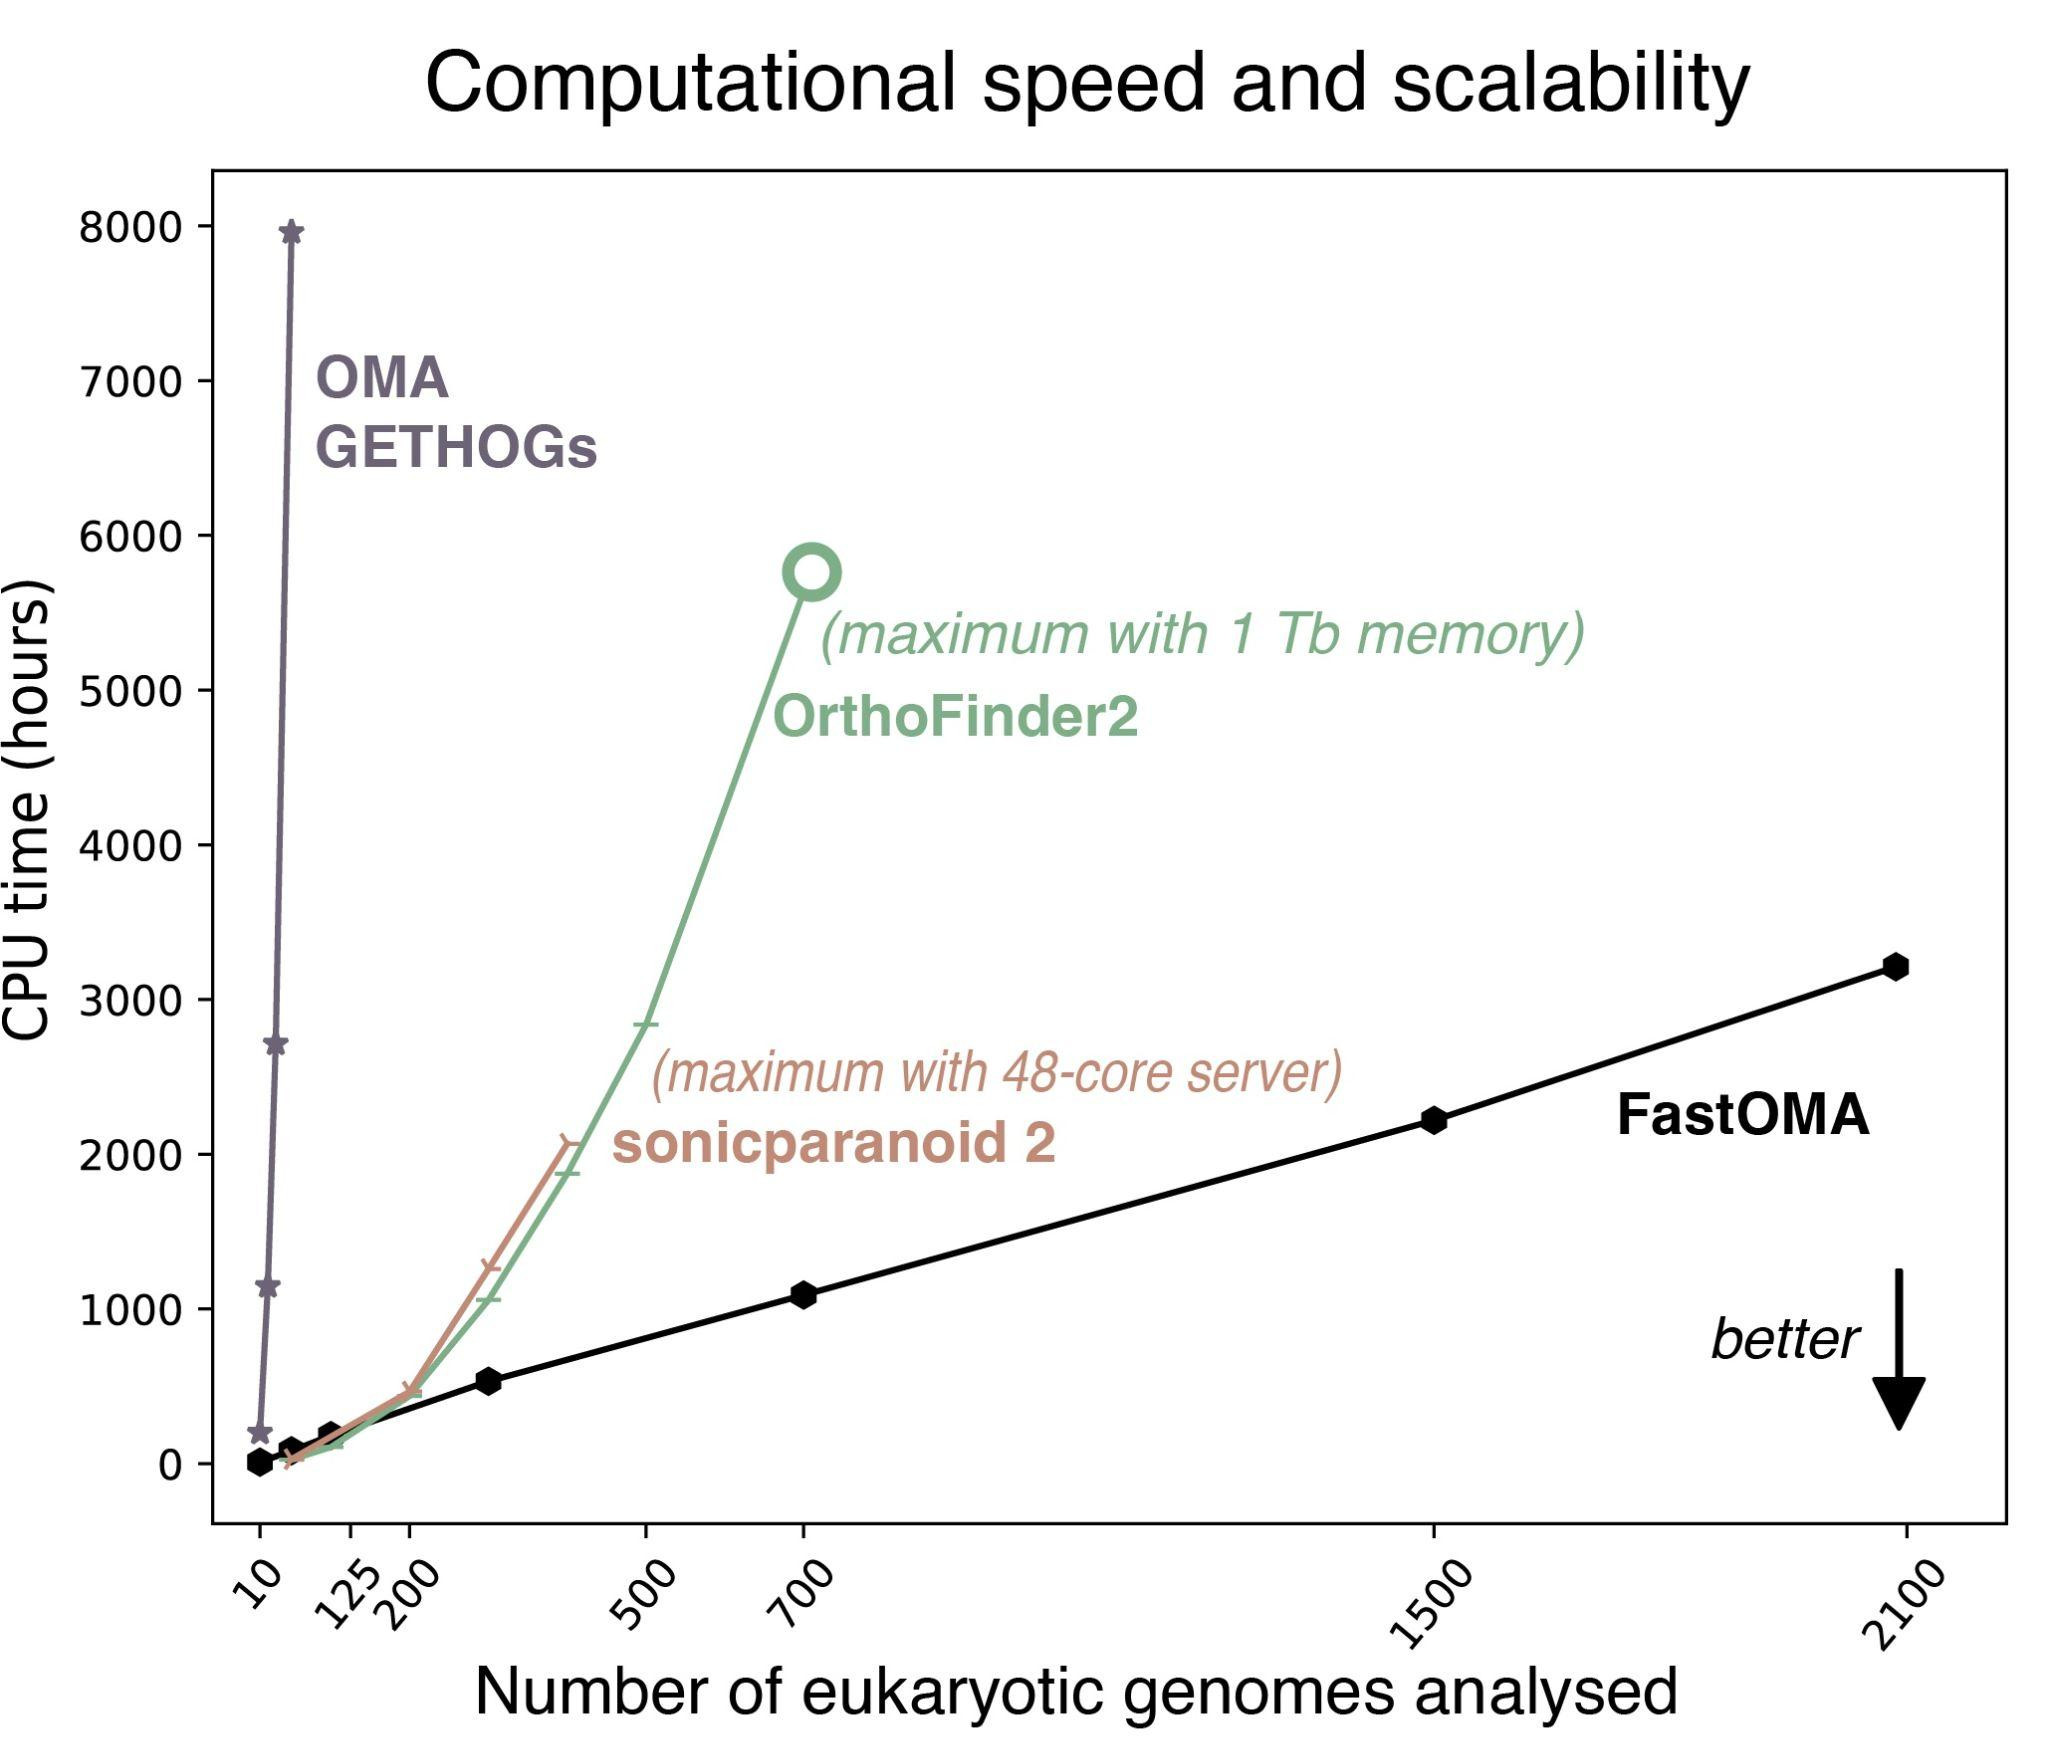 Computational speed and scalability
8000
7000
6000
5000
4000
3000
2000
1000
0
CPU time (hours)
OMA
GETHOGs
(maximum with 1 Tb memory)
OrthoFinder2
(maximum with 48-core server)
sonicparanoid 2
FastOMA
better
10
125
200
500
700
1500
2100
Number of eukaryotic genomes analysed